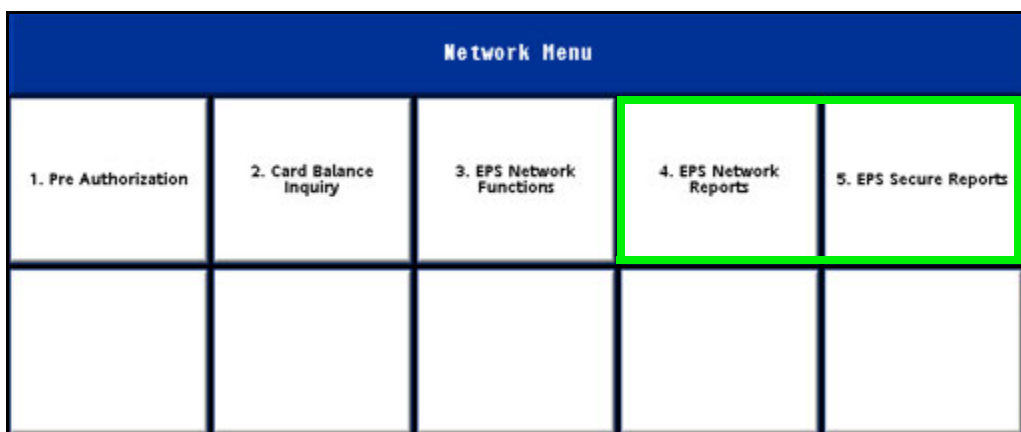 Network Menu
1. Pre Authorization
2. Card Balance
Inquiry
3. EPS Network
Functions
4. EPS Network
Reports
5. EPS Secure Reports